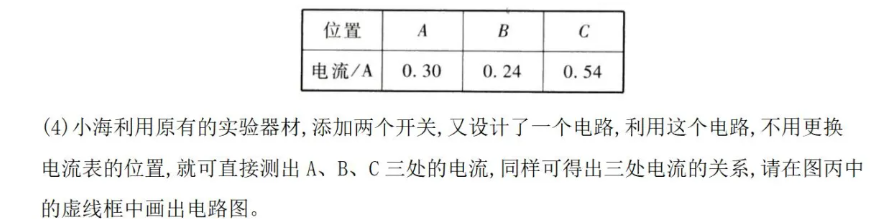 位置 A B C
电流/A 0.30 0.24 0.54
(4)小海利用原有的实验器材,添加两个开关,又设计了一个电路,利用这个电路,不用更换
电流表的位置,就可直接测出 A、B、C 三处的电流,同样可得出三处电流的关系,请在图丙中
的虚线框中画出电路图。